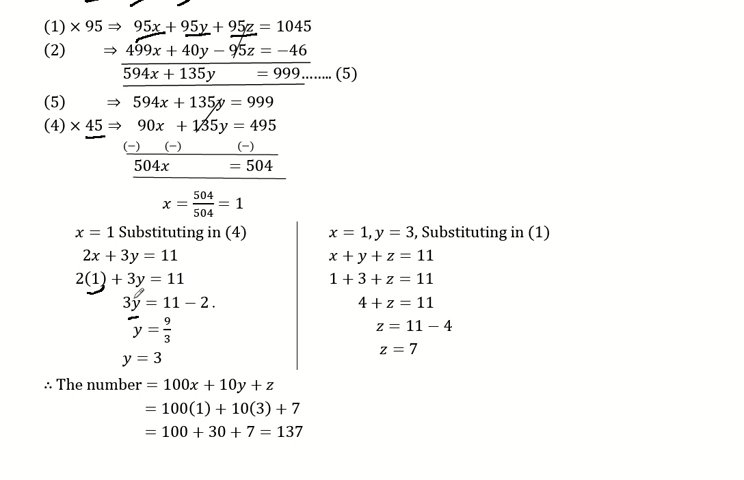 (1) × 95 ⇒ 95x + 95y + 95z = 1045
(2) ⇒ 499x + 40y − 95z = −46
594x + 135y = 999........ (5)
(5) ⇒ 594x + 135y = 999
(4) × 45 ⇒ 90x + 135y = 495
(−) (−) (−)
504x = 504
x = 504/504 = 1
x = 1 Substituting in (4)
2x + 3y = 11
2(1) + 3y = 11
3y = 11 − 2.
y = 9/3
y = 3
x = 1, y = 3, Substituting in (1)
x + y + z = 11
1 + 3 + z = 11
4 + z = 11
z = 11 − 4
z = 7
∴ The number = 100x + 10y + z
= 100(1) + 10(3) + 7
= 100 + 30 + 7 = 137